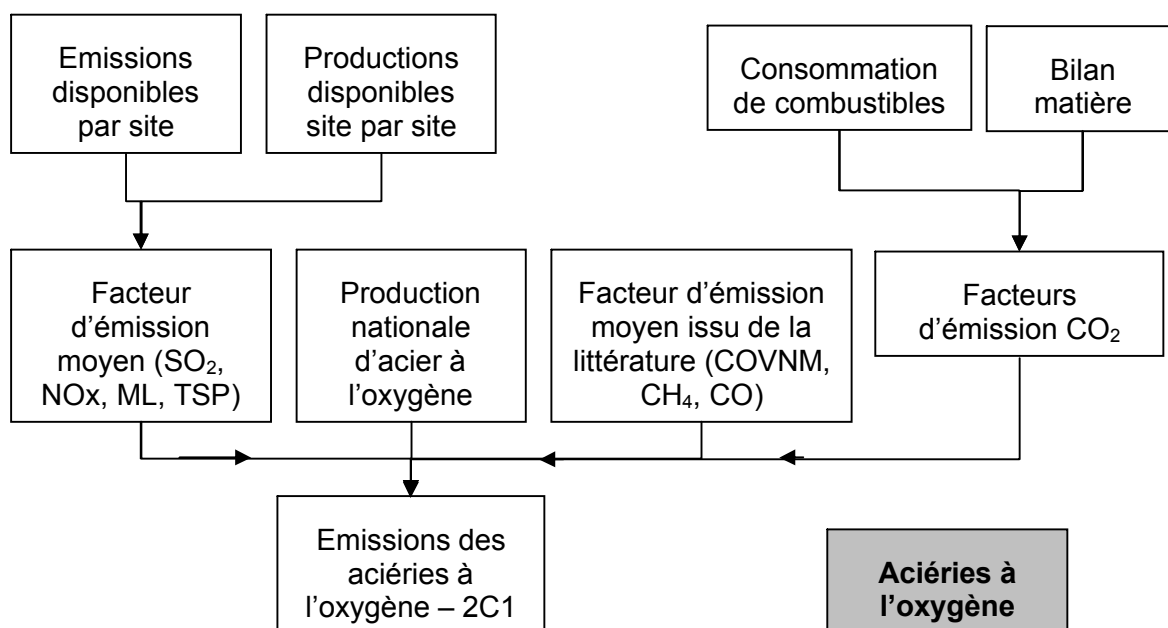 Emissions
disponibles
par site
Productions
disponibles
site par site
Consommation
de combustibles
Bilan
matière
Facteur
d’émission
moyen (SO₂,
NOx, ML, TSP)
Production
nationale
d’acier à
l’oxygène
Facteur d’émission
moyen issu de la
littérature (COVNM,
CH₄, CO)
Facteurs
d’émission CO₂
Emissions des
aciéries à
l’oxygène – 2C1
Aciéries à
l’oxygène